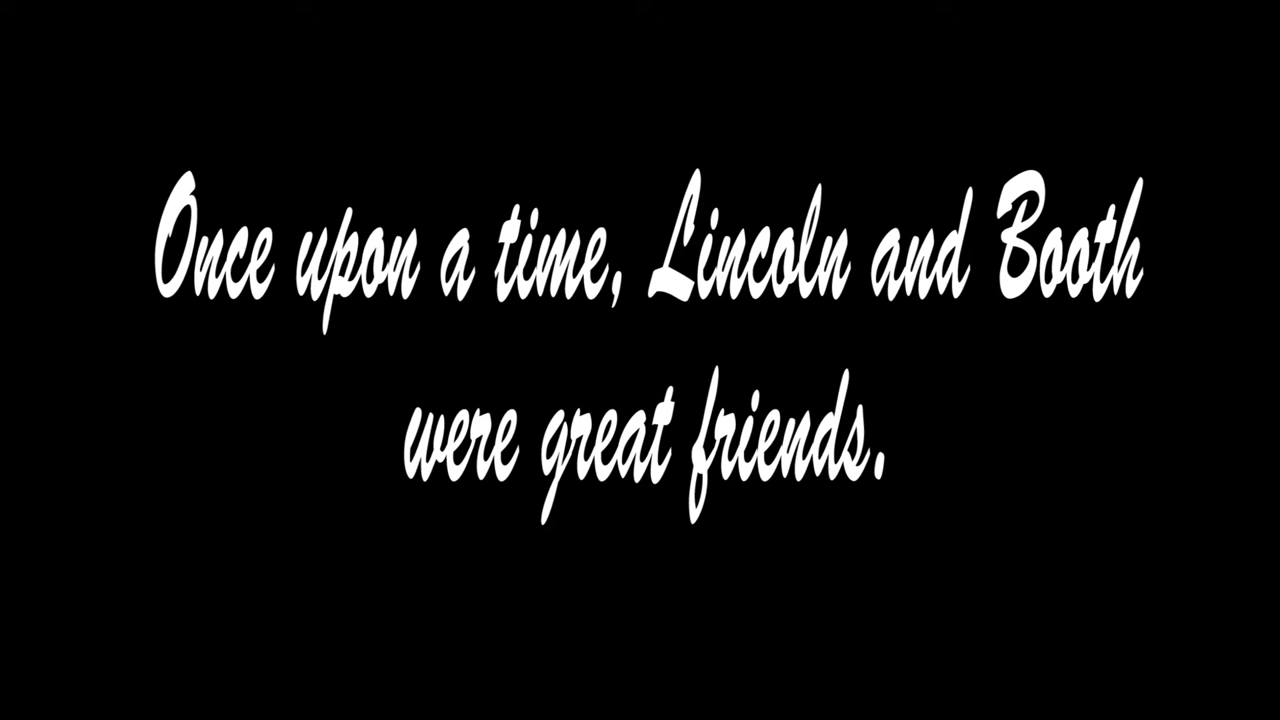 Once upon a time, Lincoln and Booth
were great friends.